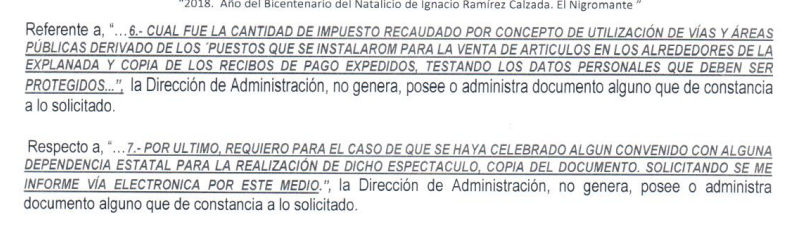 "2018. Año del Bicentenario del Natalicio de Ignacio Ramírez Calzada. El Nigromante "
Referente a, "...6.- CUAL FUE LA CANTIDAD DE IMPUESTO RECAUDADO POR CONCEPTO DE UTILIZACIÓN DE VÍAS Y ÁREAS
PÚBLICAS DERIVADO DE LOS ´PUESTOS QUE SE INSTALAROM PARA LA VENTA DE ARTICULOS EN LOS ALREDEDORES DE LA
EXPLANADA Y COPIA DE LOS RECIBOS DE PAGO EXPEDIDOS, TESTANDO LOS DATOS PERSONALES QUE DEBEN SER
PROTEGIDOS...", la Dirección de Administración, no genera, posee o administra documento alguno que de constancia
a lo solicitado.
Respecto a, "...7.- POR ULTIMO, REQUIERO PARA EL CASO DE QUE SE HAYA CELEBRADO ALGUN CONVENIDO CON ALGUNA
DEPENDENCIA ESTATAL PARA LA REALIZACIÓN DE DICHO ESPECTACULO, COPIA DEL DOCUMENTO. SOLICITANDO SE ME
INFORME VÍA ELECTRONICA POR ESTE MEDIO.", la Dirección de Administración, no genera, posee o administra
documento alguno que de constancia a lo solicitado.